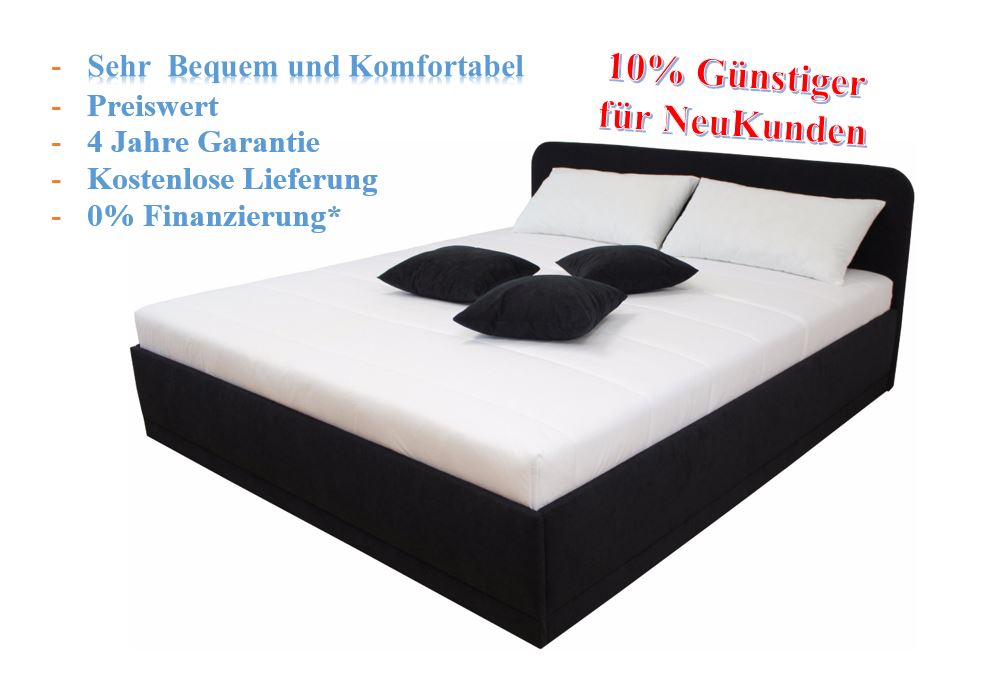 - Sehr Bequem und Komfortabel
- Preiswert
- 4 Jahre Garantie
- Kostenlose Lieferung
- 0% Finanzierung*
10% Günstiger
für NeuKunden